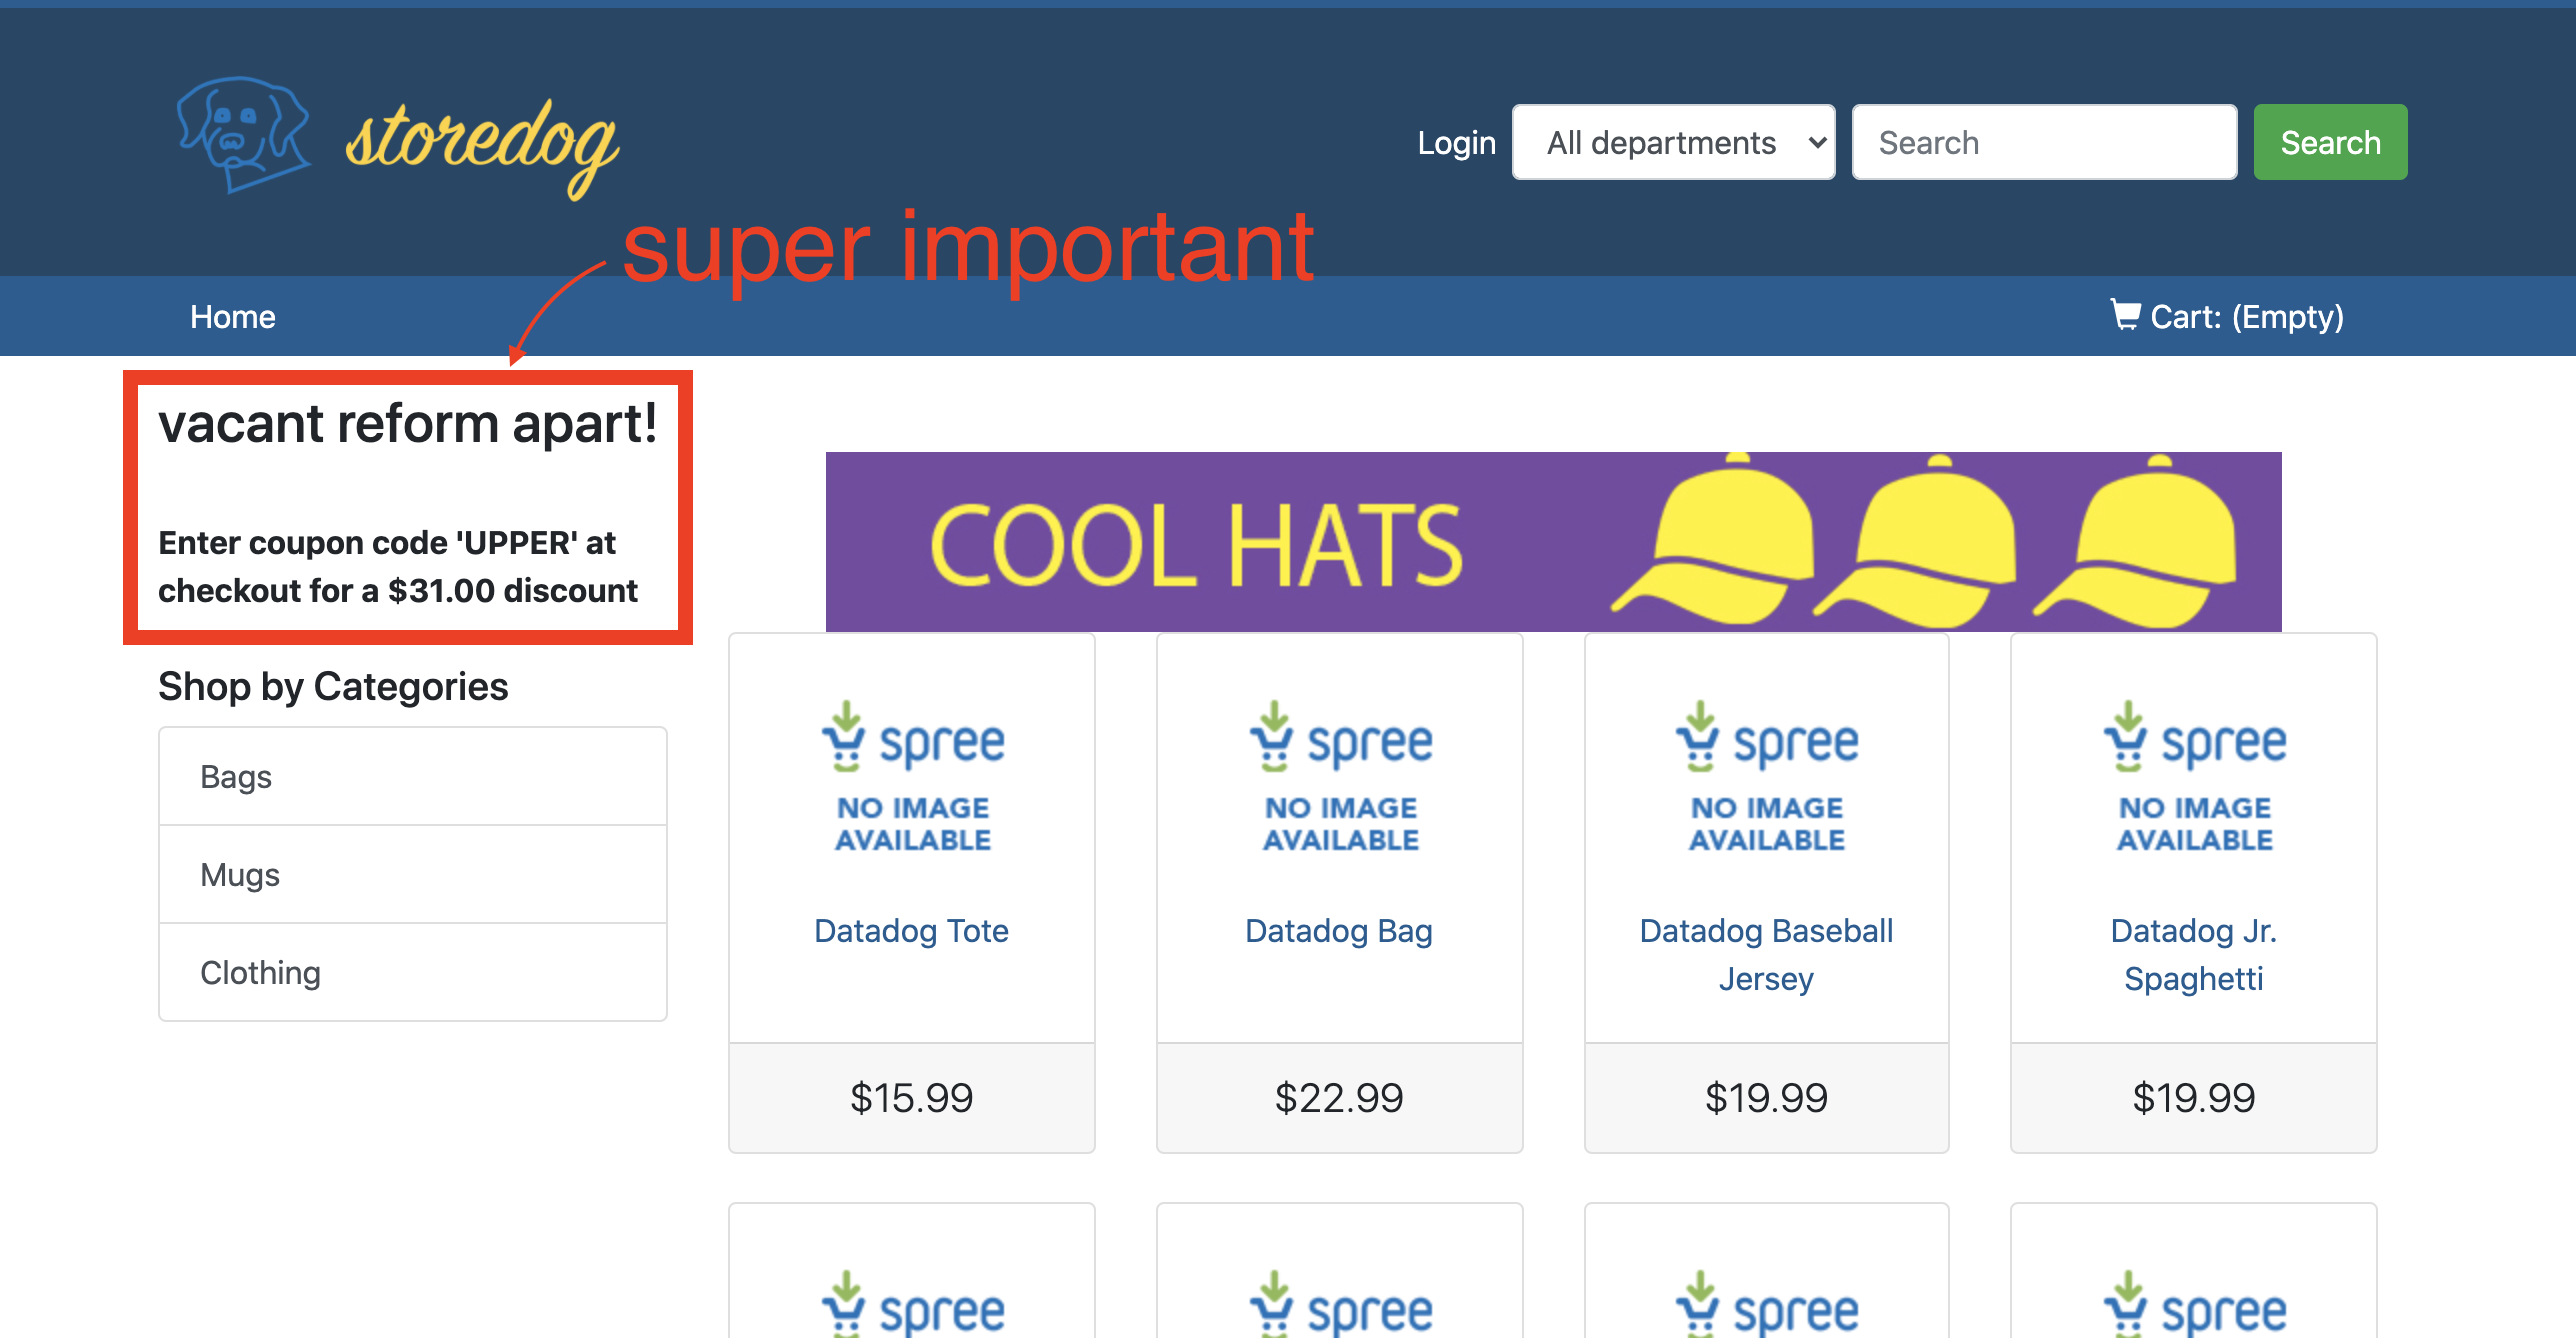 storedog
Login
All departments
Search
Search
super important
Home
Cart: (Empty)
vacant reform apart!
Enter coupon code 'UPPER' at
checkout for a $31.00 discount
COOL HATS
Shop by Categories
Bags
Mugs
Clothing
spree
NO IMAGE
AVAILABLE
Datadog Tote
$15.99
spree
NO IMAGE
AVAILABLE
Datadog Bag
$22.99
spree
NO IMAGE
AVAILABLE
Datadog Baseball
Jersey
$19.99
spree
NO IMAGE
AVAILABLE
Datadog Jr.
Spaghetti
$19.99
spree
spree
spree
spree